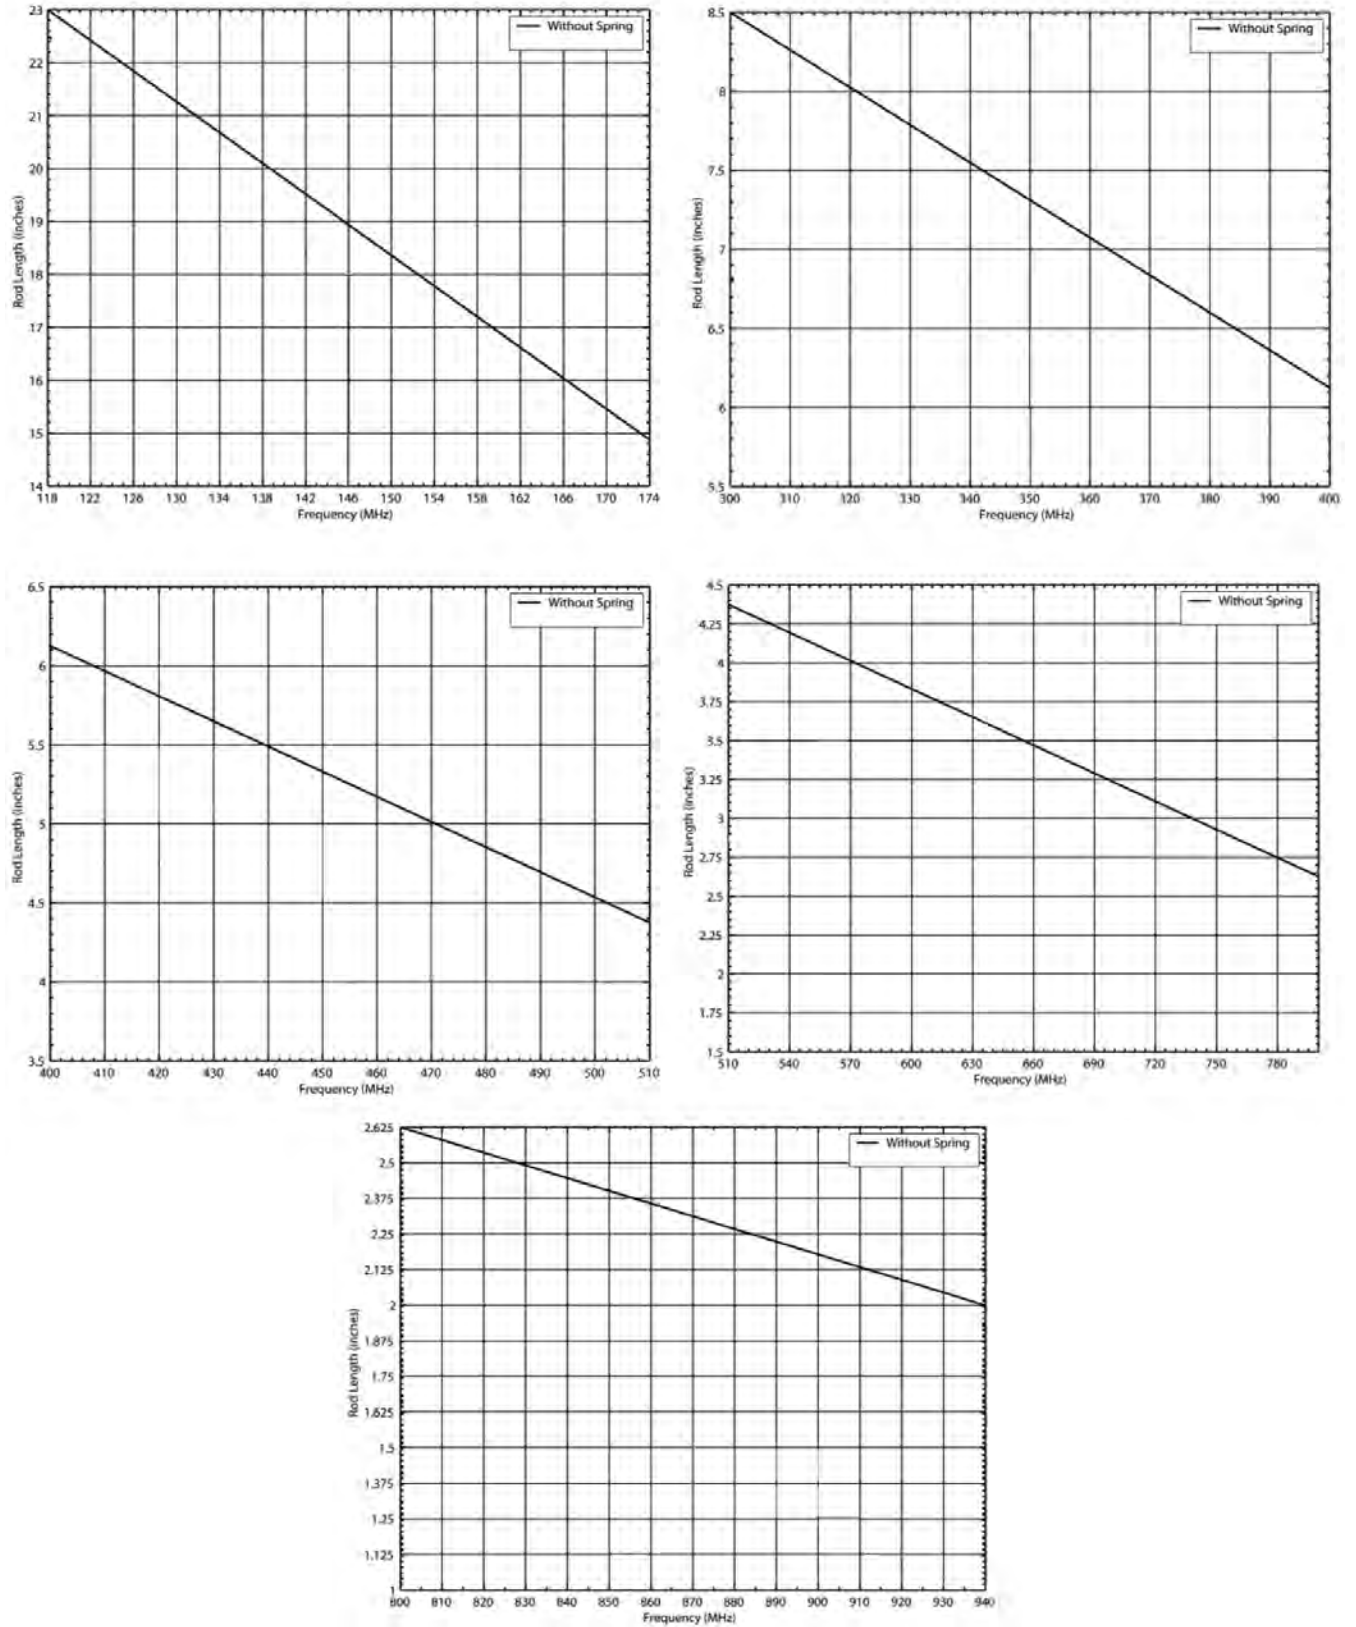 Without Spring
23
22
21
20
19
18
17
16
15
14
Rod Length (inches)
118 122 126 130 134 138 142 146 150 154 158 162 166 170 174
Frequency (MHz)
Without Spring
8.5
8
7.5
7
6.5
6
5.5
Rod Length (inches)
300 310 320 330 340 350 360 370 380 390 400
Frequency (MHz)
Without Spring
6.5
6
5.5
5
4.5
4
3.5
Rod Length (inches)
400 410 420 430 440 450 460 470 480 490 500 510
Frequency (MHz)
Without Spring
4.5
4.25
4
3.75
3.5
3.25
3
2.75
2.5
2.25
2
1.75
1.5
Rod Length (inches)
510 540 570 600 630 660 690 720 750 780
Frequency (MHz)
Without Spring
2.625
2.5
2.375
2.25
2.125
2
1.875
1.75
1.625
1.5
1.375
1.25
1.125
1
Rod Length (inches)
800 810 820 830 840 850 860 870 880 890 900 910 920 930 940
Frequency (MHz)